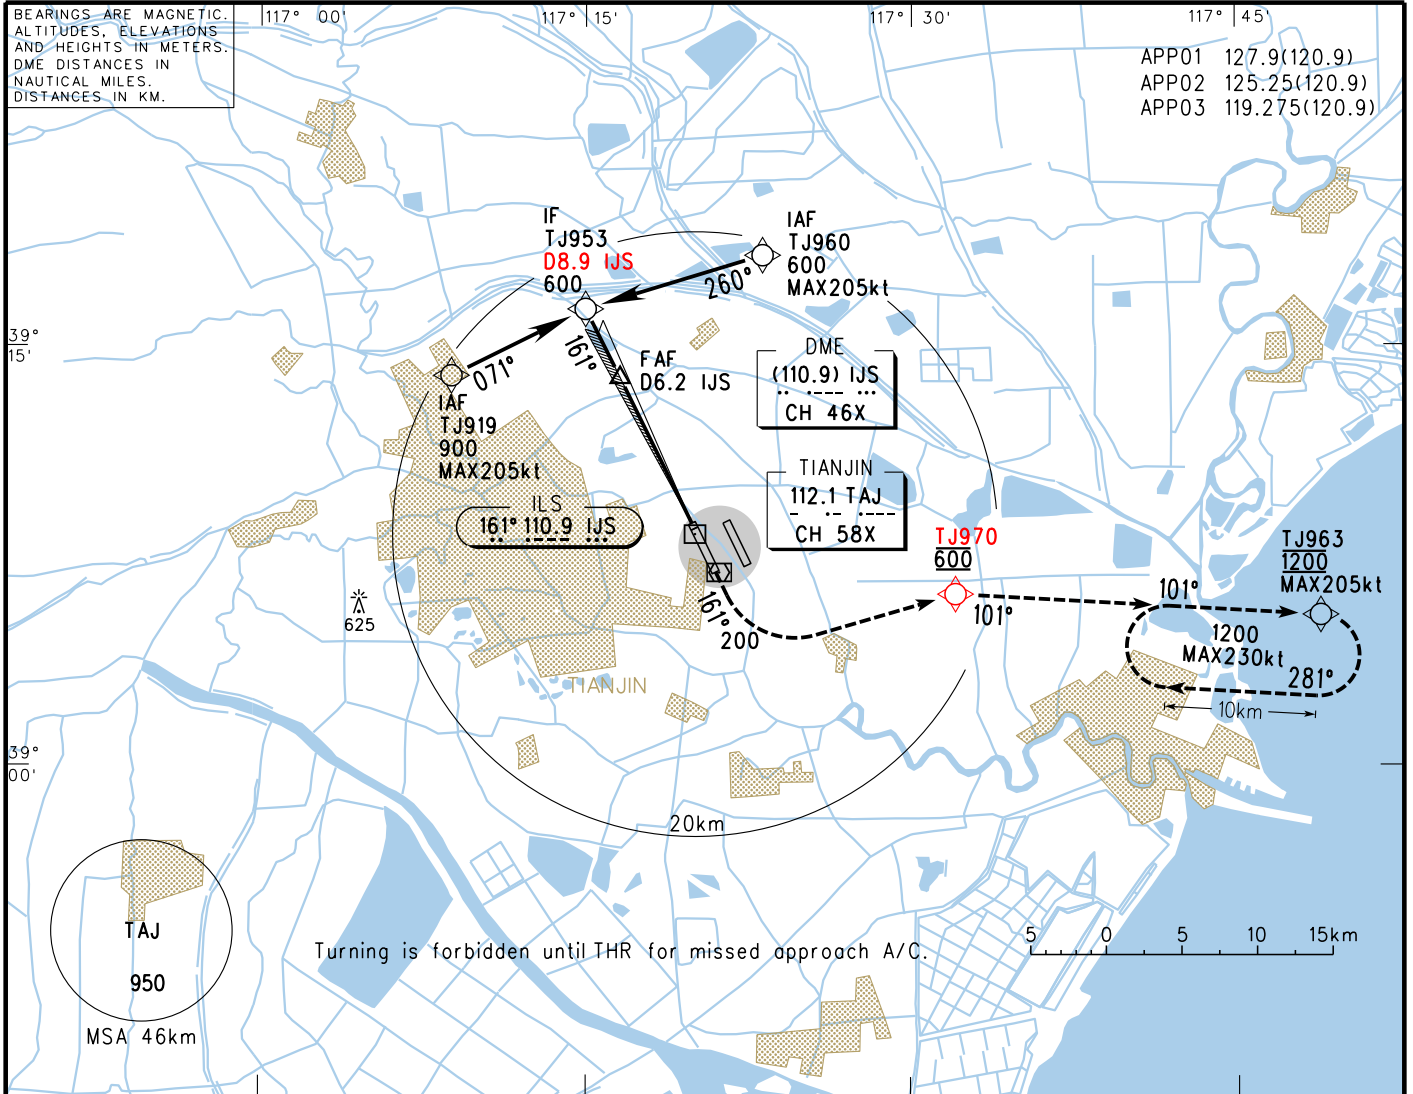 BEARINGS ARE MAGNETIC.
ALTITUDES, ELEVATIONS
AND HEIGHTS IN METERS.
DME DISTANCES IN
NAUTICAL MILES.
DISTANCES IN KM.
117° 00'
117° 15'
117° 30'
117° 45'
APP01 127.9(120.9)
APP02 125.25(120.9)
APP03 119.275(120.9)
IF
TJ953
D8.9 IJS
600
IAF
TJ960
600
MAX205kt
260°
39°
15'
071°
161°
FAF
D6.2 IJS
IAF
TJ919
900
MAX205kt
DME
(110.9) IJS
CH 46X
ILS
161° 110.9 IJS
TIANJIN
112.1 TAJ
CH 58X
TJ970
600
TJ963
1200
MAX205kt
625
161°
200
101°
101°
1200
MAX230kt
281°
10km
TIANJIN
39°
00'
20km
TAJ
950
MSA 46km
Turning is forbidden until THR for missed approach A/C.
5 0 5 10 15km